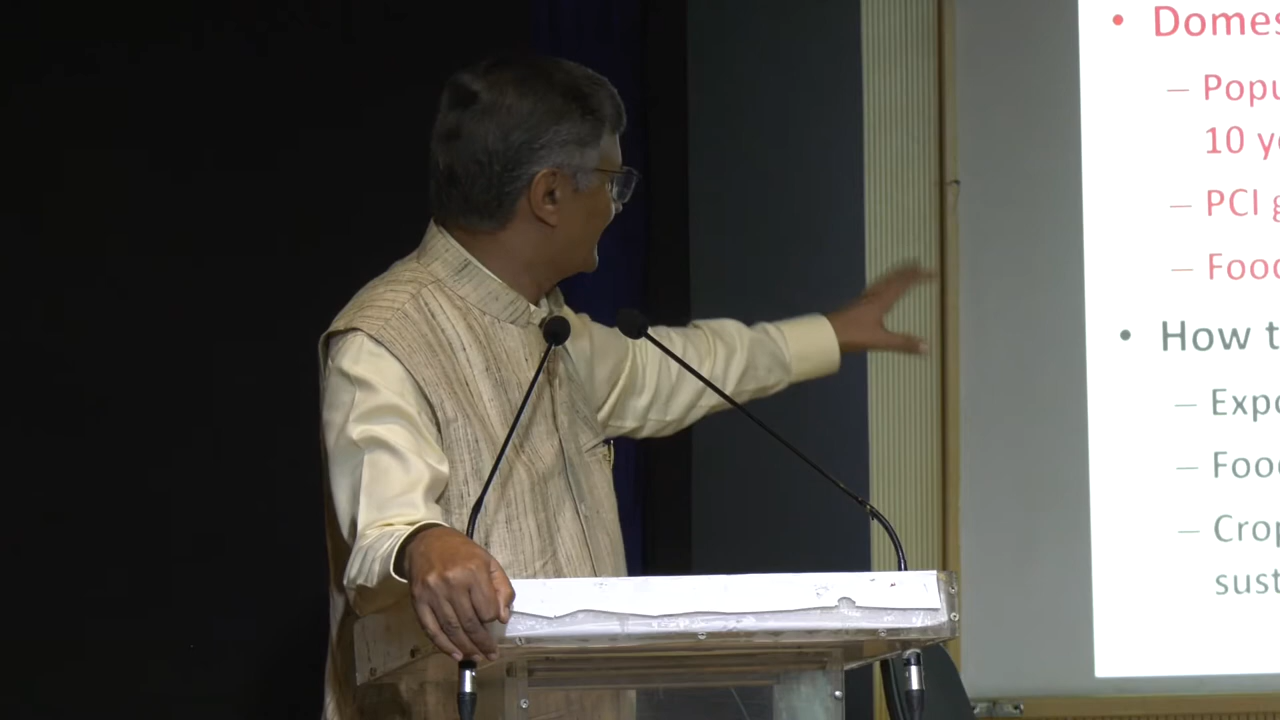 • Domes
– Popu
10 y
– PCI g
– Food
• How t
– Expo
– Food
– Crop
sust